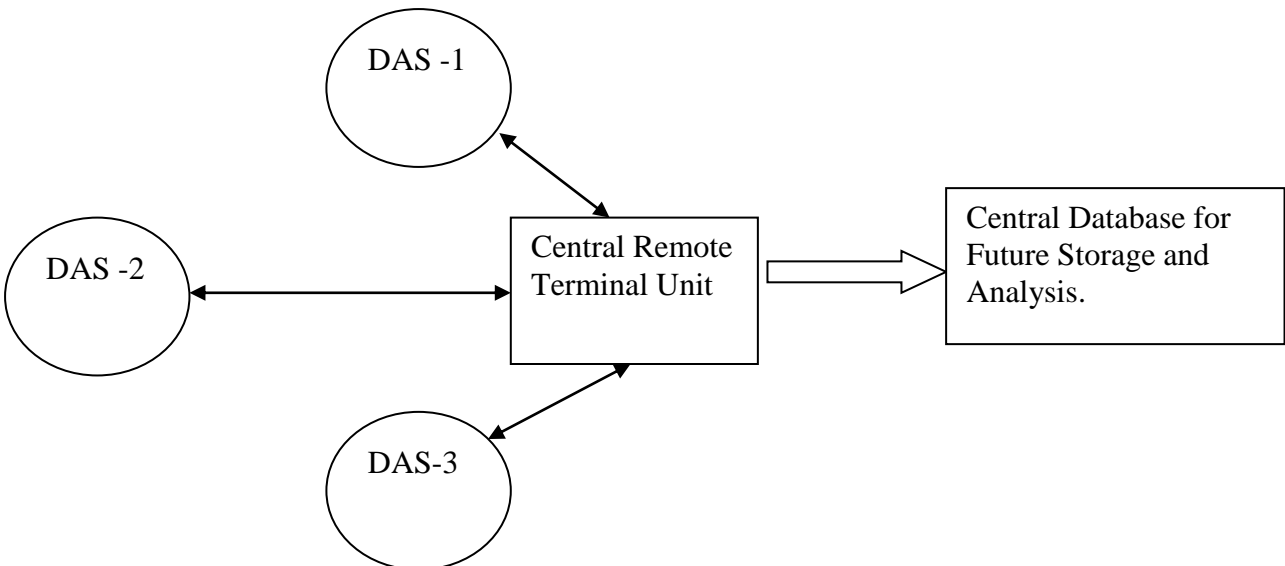 DAS -1
DAS -2
Central Remote
Terminal Unit
Central Database for
Future Storage and
Analysis.
DAS-3